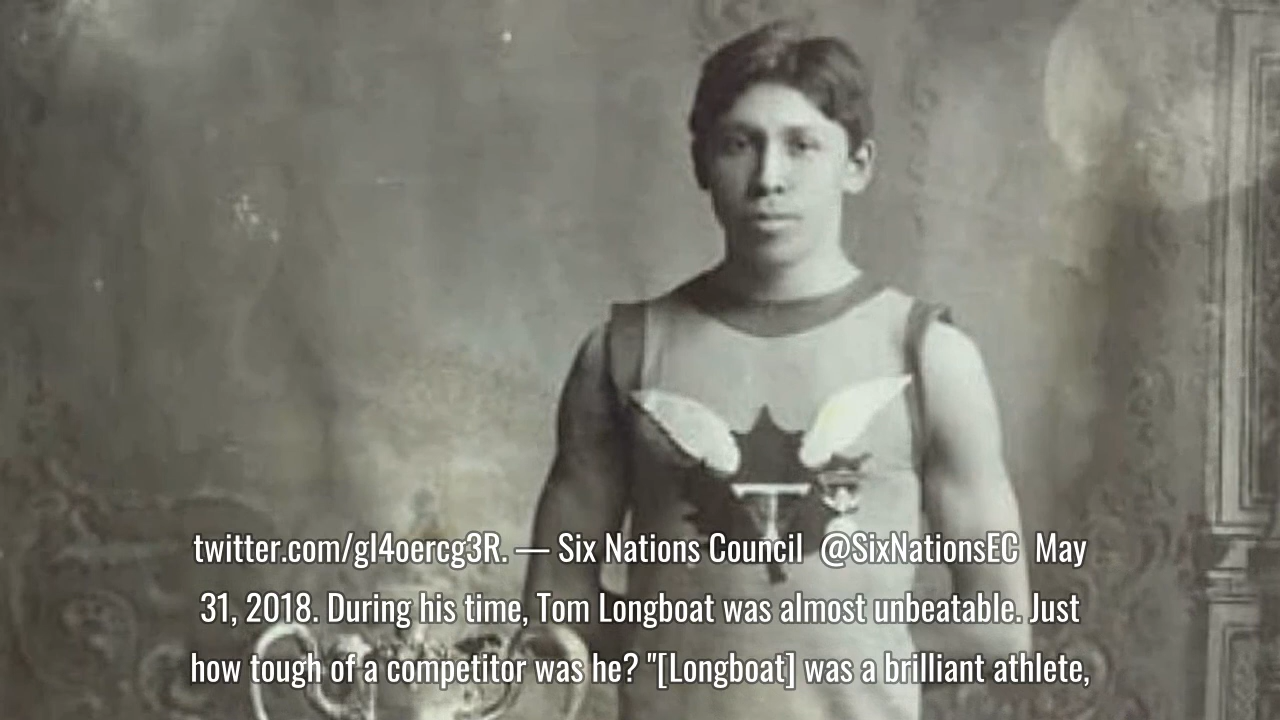 T
twitter.com/gl4oercg3R. — Six Nations Council @SixNationsEC May
31, 2018. During his time, Tom Longboat was almost unbeatable. Just
how tough of a competitor was he? "[Longboat] was a brilliant athlete,